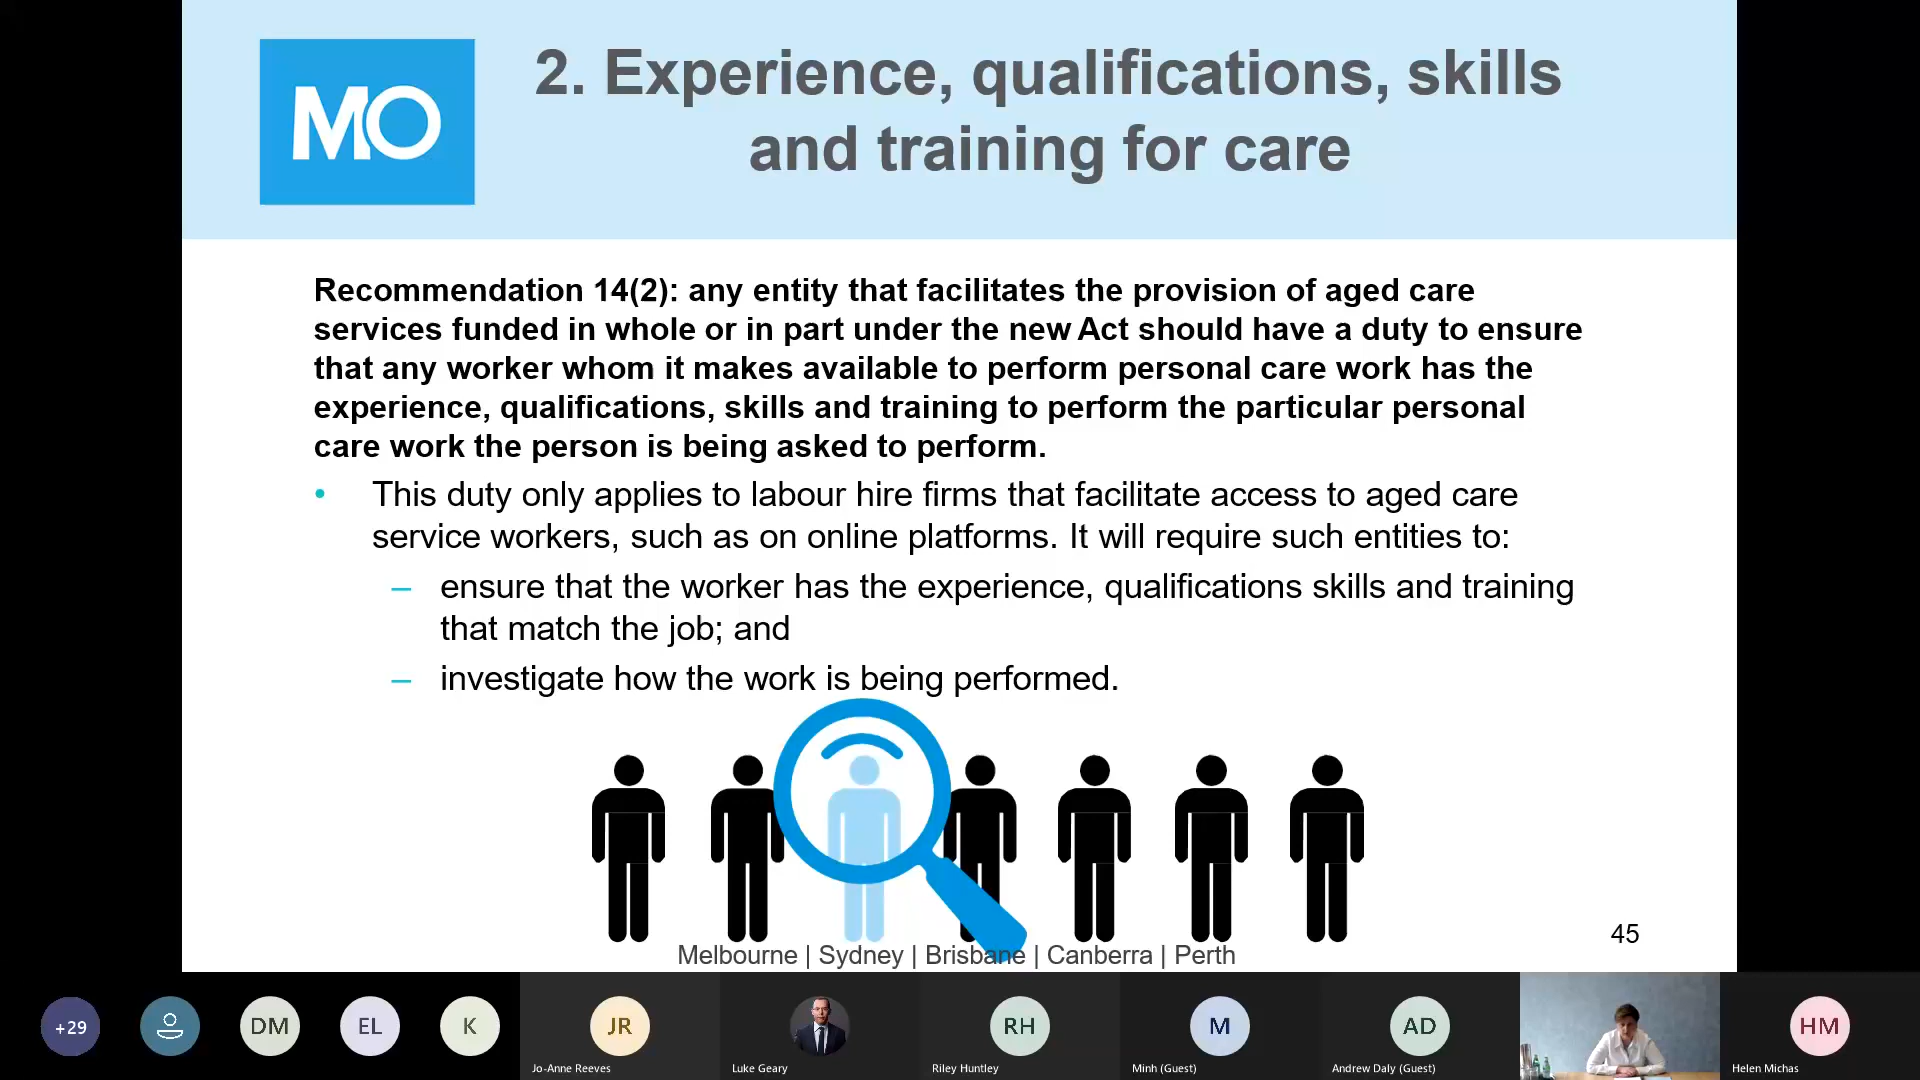 MO
2. Experience, qualifications, skills
and training for care
Recommendation 14(2): any entity that facilitates the provision of aged care
services funded in whole or in part under the new Act should have a duty to ensure
that any worker whom it makes available to perform personal care work has the
experience, qualifications, skills and training to perform the particular personal
care work the person is being asked to perform.
• This duty only applies to labour hire firms that facilitate access to aged care
service workers, such as on online platforms. It will require such entities to:
– ensure that the worker has the experience, qualifications skills and training
that match the job; and
– investigate how the work is being performed.
45
Melbourne | Sydney | Brisbane | Canberra | Perth
+29
DM
EL
K
JR
RH
M
AD
HM
Jo-Anne Reeves
Luke Geary
Riley Huntley
Minh (Guest)
Andrew Daly (Guest)
Helen Michas